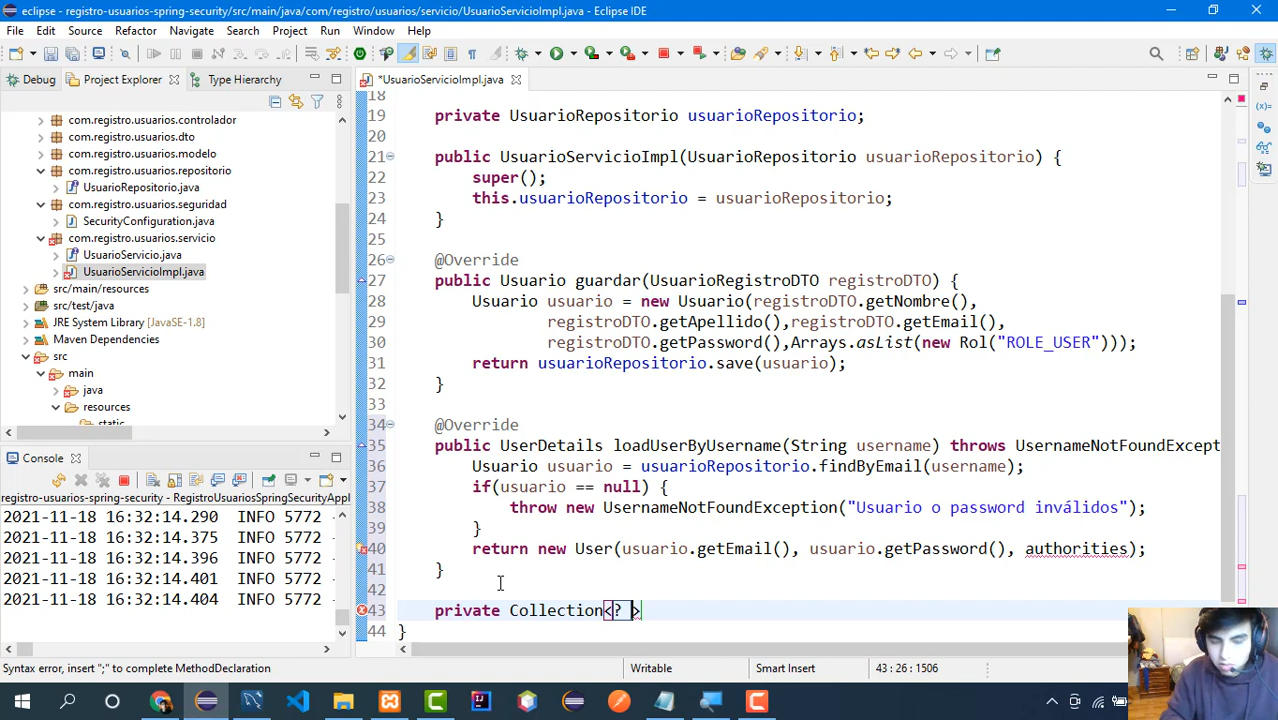 eclipse - registro-usuarios-spring-security/src/main/java/com/registro/usuarios/servicio/UsuarioServicioImpl.java - Eclipse IDE
File Edit Source Refactor Navigate Search Project Run Window Help
Debug Project Explorer Type Hierarchy
*UsuarioServicioImpl.java
com.registro.usuarios.controlador
com.registro.usuarios.dto
com.registro.usuarios.modelo
com.registro.usuarios.repositorio
UsuarioRepositorio.java
com.registro.usuarios.seguridad
SecurityConfiguration.java
com.registro.usuarios.servicio
UsuarioServicio.java
UsuarioServicioImpl.java
src/main/resources
src/test/java
JRE System Library [JavaSE-1.8]
Maven Dependencies
src
main
java
resources
static
18
19 private UsuarioRepositorio usuarioRepositorio;
20
21 public UsuarioServicioImpl(UsuarioRepositorio usuarioRepositorio) {
22 super();
23 this.usuarioRepositorio = usuarioRepositorio;
24 }
25
26 @Override
27 public Usuario guardar(UsuarioRegistroDTO registroDTO) {
28 Usuario usuario = new Usuario(registroDTO.getNombre(),
29 registroDTO.getApellido(),registroDTO.getEmail(),
30 registroDTO.getPassword(),Arrays.asList(new Rol("ROLE_USER")));
31 return usuarioRepositorio.save(usuario);
32 }
33
34 @Override
35 public UserDetails loadUserByUsername(String username) throws UsernameNotFoundExcept
36 Usuario usuario = usuarioRepositorio.findByEmail(username);
37 if(usuario == null) {
38 throw new UsernameNotFoundException("Usuario o password inválidos");
39 }
40 return new User(usuario.getEmail(), usuario.getPassword(), authorities);
41 }
42
43 private Collection<? >
44 }
Console
registro-usuarios-spring-security - RegistroUsuariosSpringSecurityAppl
2021-11-18 16:32:14.290 INFO 5772
2021-11-18 16:32:14.375 INFO 5772
2021-11-18 16:32:14.396 INFO 5772
2021-11-18 16:32:14.401 INFO 5772
2021-11-18 16:32:14.404 INFO 5772
Syntax error, insert ";" to complete MethodDeclaration
Writable
Smart Insert
43 : 26 : 1506